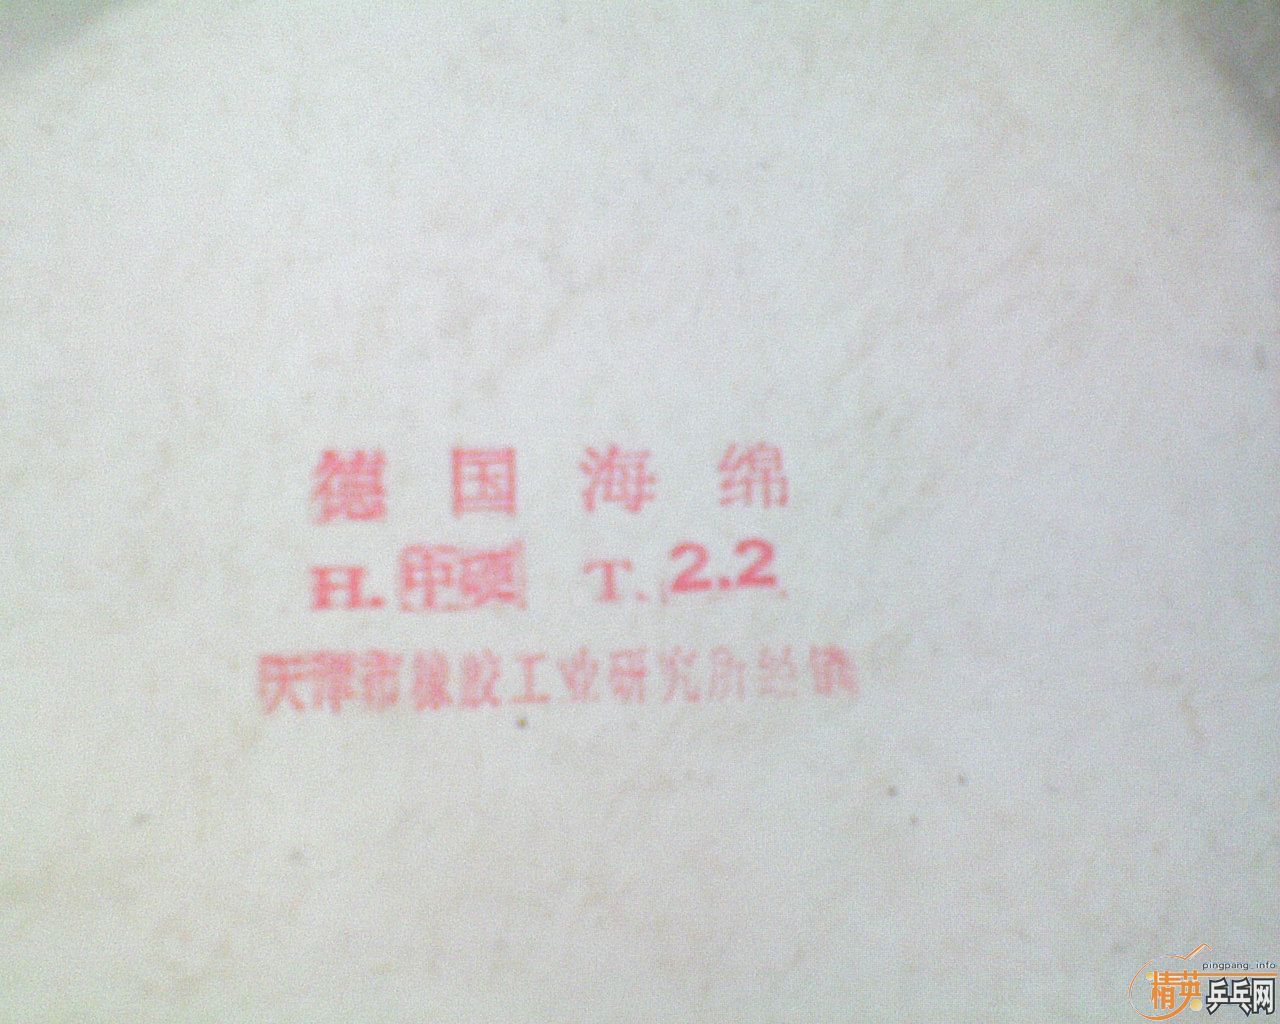 德国海绵
H.中硬 T.2.2
天津市橡胶工业研究所经销
pingpang.info
精英乒乓网